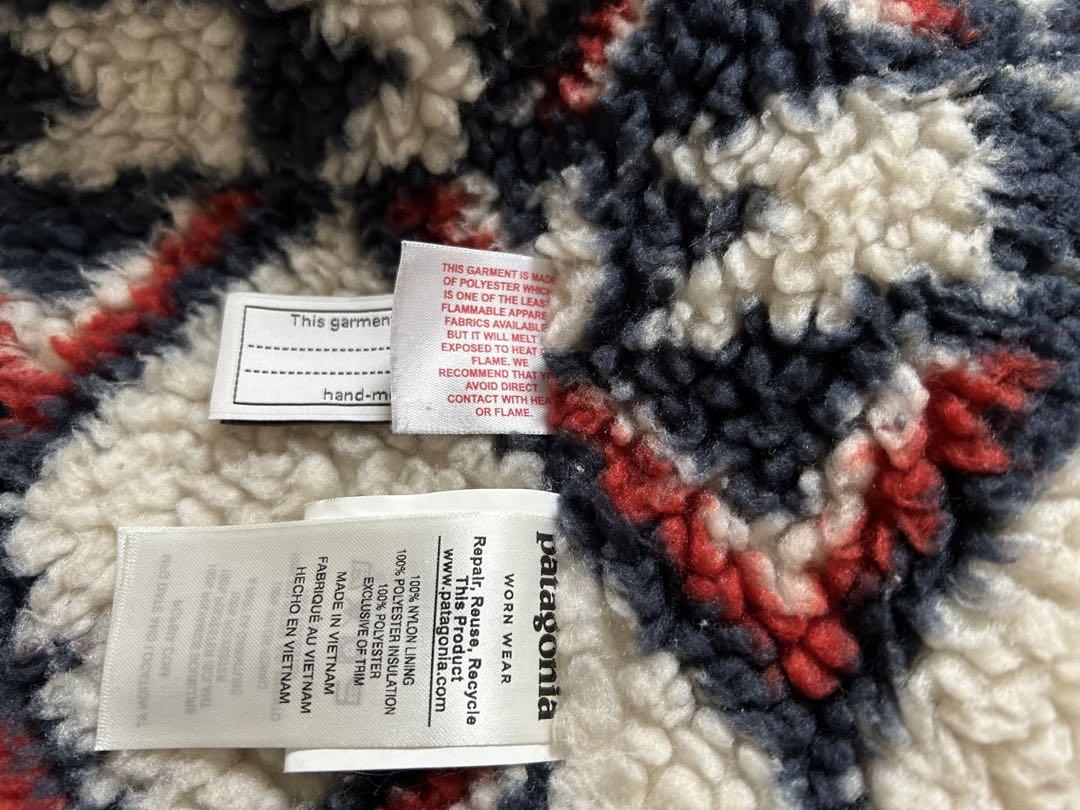 THIS GARMENT IS MADE
OF POLYESTER WHICH
IS ONE OF THE LEAST
FLAMMABLE APPARE
FABRICS AVAILABLE
BUT IT WILL MELT
EXPOSED TO HEAT
FLAME. WE
RECOMMEND THAT Y
AVOID DIRECT
CONTACT WITH HEA
OR FLAME.
This garmen
hand-m
patagonia
WORN WEAR
Repair, Reuse, Recycle
This Product
www.patagonia.com
100% NYLON LINING
100% POLYESTER INSULATION
100% POLYESTER
EXCLUSIVE OF TRIM
MADE IN VIETNAM
FABRIQUÉ AU VIETNAM
HECHO EN VIETNAM